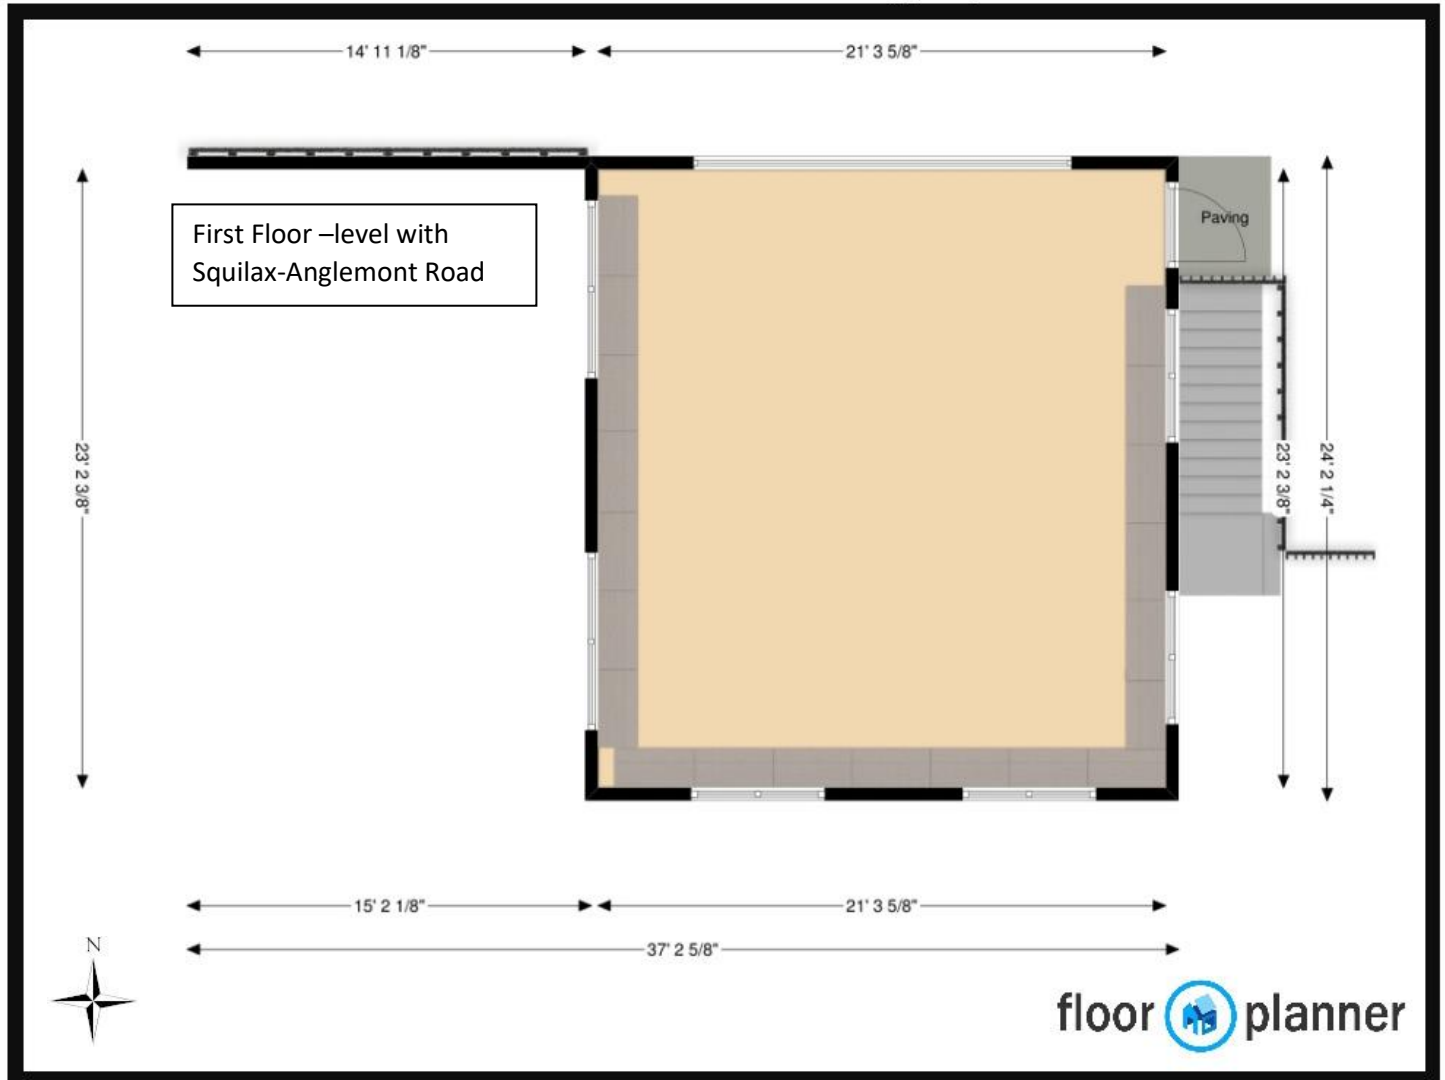 14' 11 1/8"
21' 3 5/8"
First Floor –level with
Squilax-Anglemont Road
Paving
23' 2 3/8"
23' 2 3/8"
24' 2 1/4"
15' 2 1/8"
21' 3 5/8"
37' 2 5/8"
N
floor planner